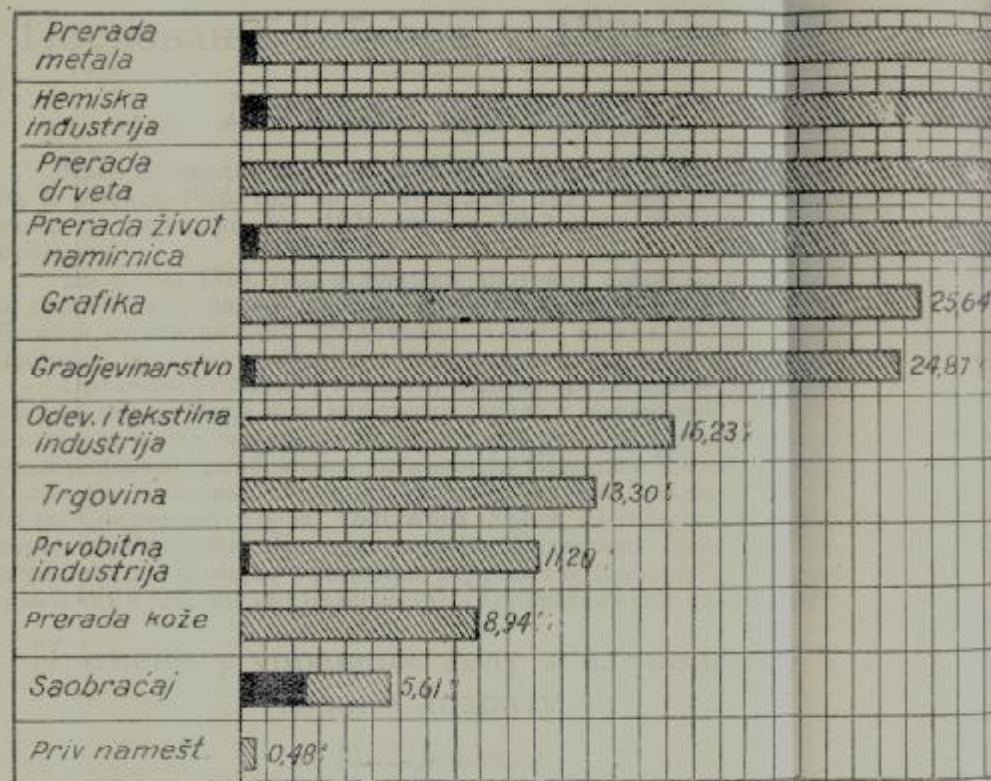 Prerada
metala
Hemiska
industrija
Prerada
drveta
Prerada život
namirnica
Grafika
25,64
Gradjevinarstvo
24,87
Odev. i tekstilna
industrija
16,23
Trgovina
13,30
Prvobitna
industrija
11,20
Prerada kože
8,94
Saobraćaj
5,61
Priv namešt.
0,48